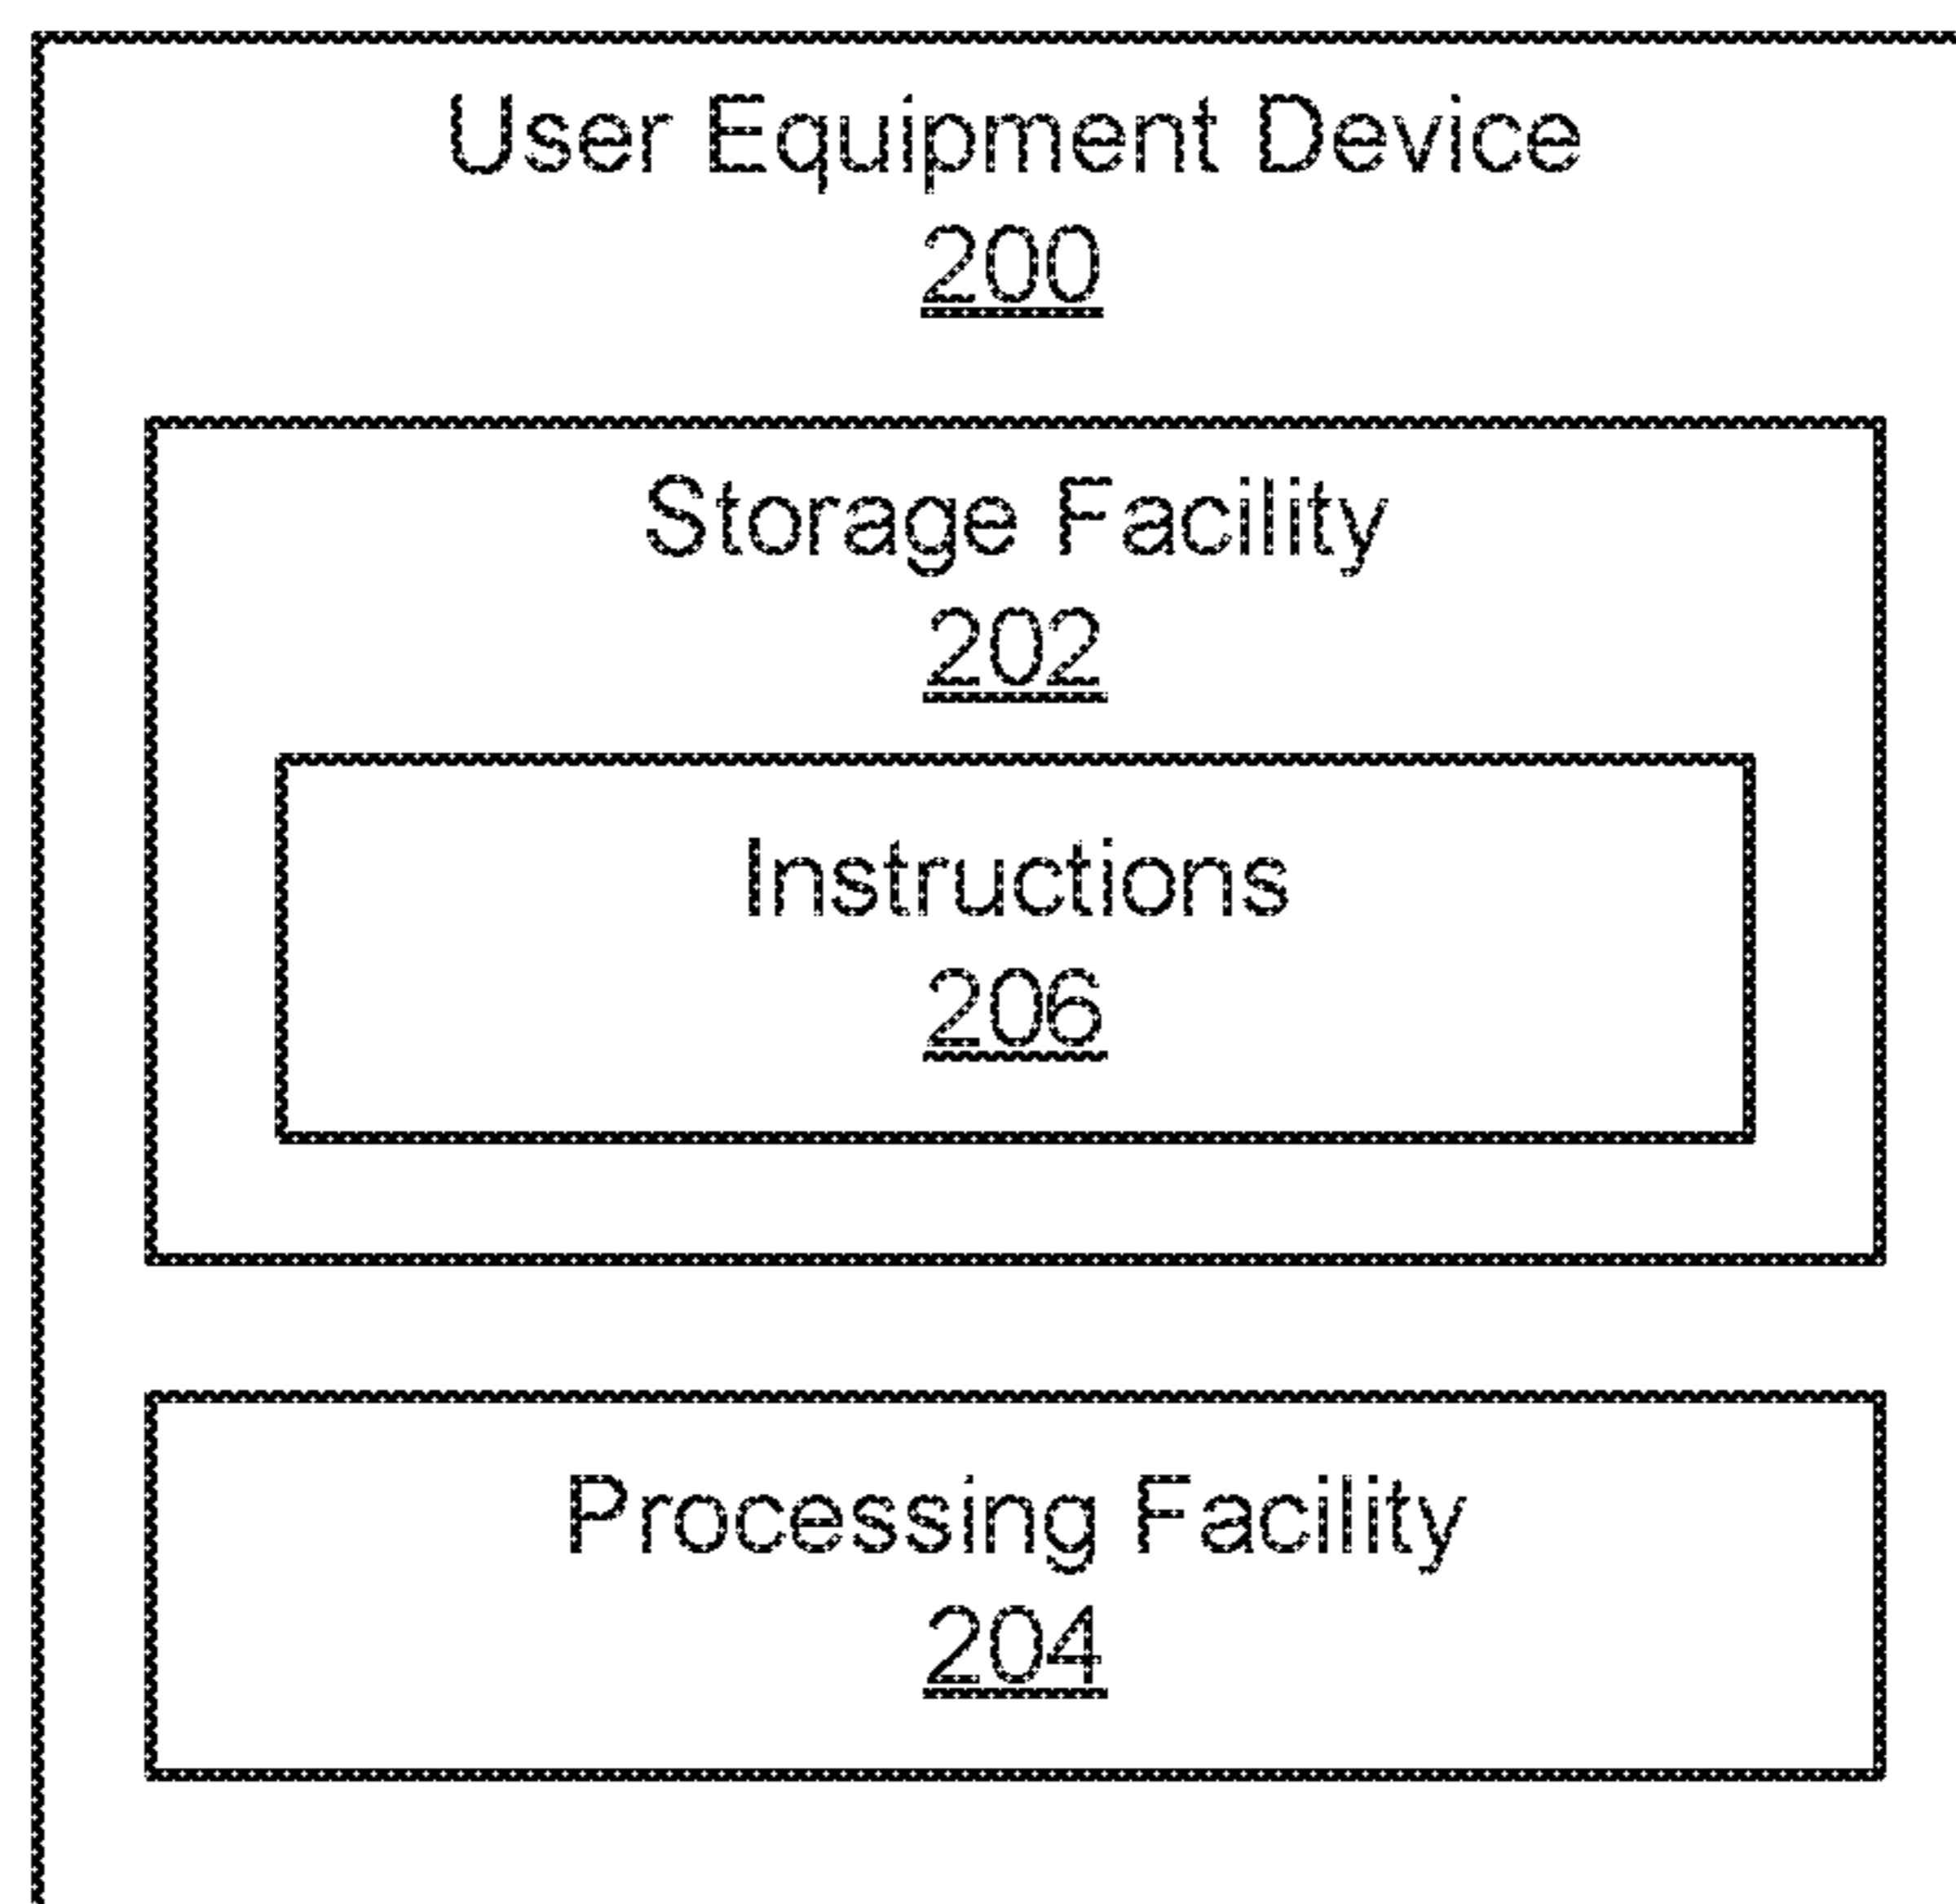 User Equipment Device
200
Storage Facility
202
Instructions
206
Processing Facility
204